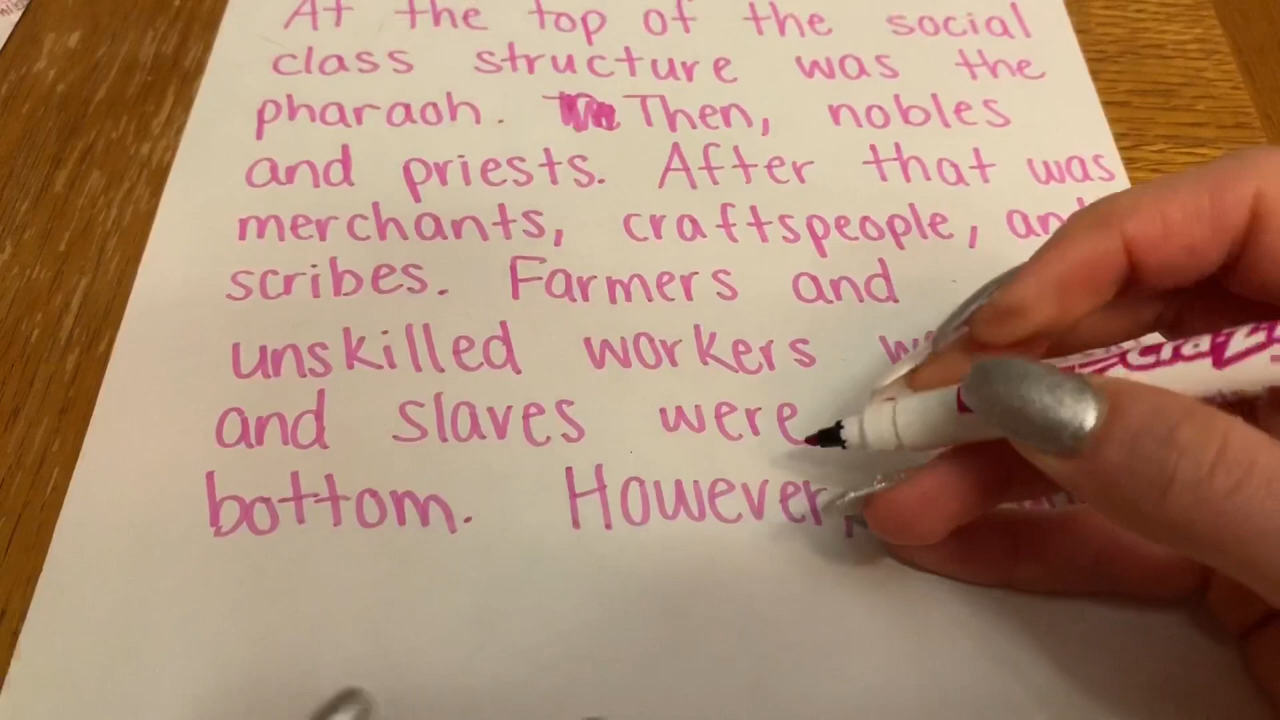 At the top of the social
class structure was the
pharaoh. Then, nobles
and priests. After that was
merchants, craftspeople,
scribes. Farmers and
unskilled workers
and slaves were
bottom. However,